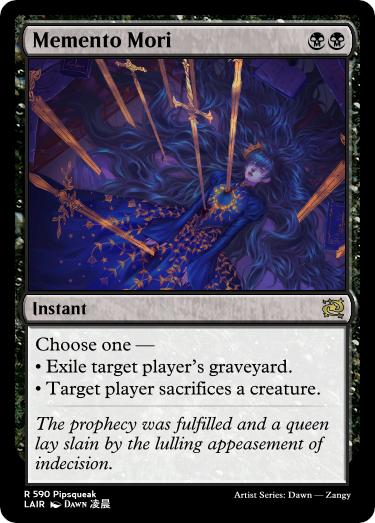 Memento Mori
Instant
Choose one —
• Exile target player's graveyard.
• Target player sacrifices a creature.
The prophecy was fulfilled and a queen
lay slain by the lulling appeasement of
indecision.
R 590 Pipsqueak
LAIR DAWN 凌晨
Artist Series: Dawn — Zangy